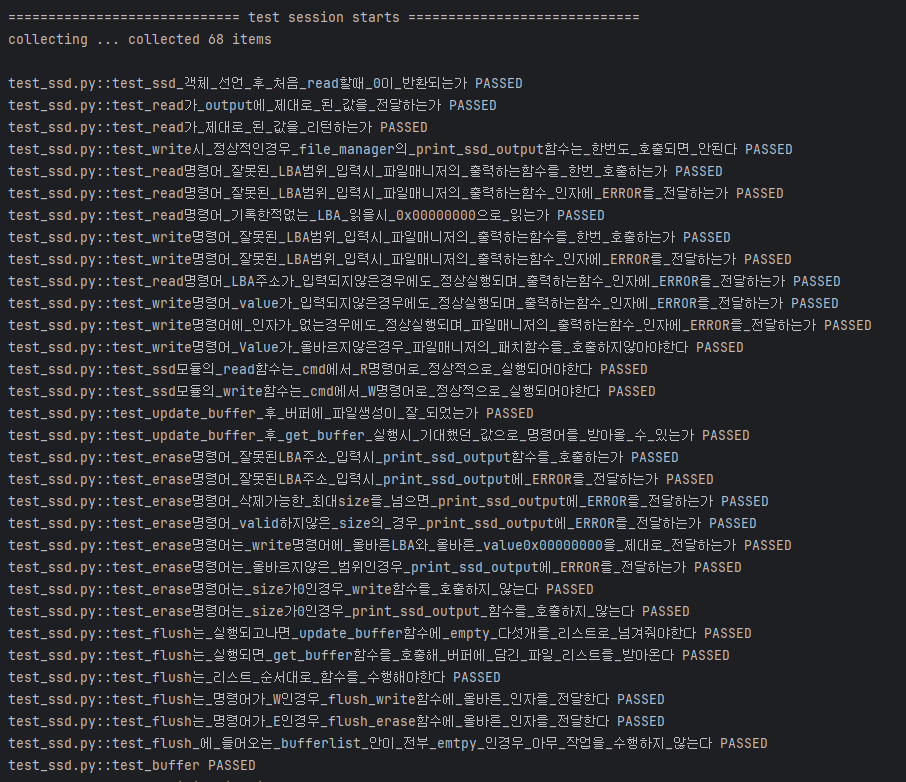 ============================= test session starts =============================
collecting ... collected 68 items
test_ssd.py::test_ssd_객체_선언_후_처음_read할때_0이_반환되는가 PASSED
test_ssd.py::test_read가_output에_제대로_된_값을_전달하는가 PASSED
test_ssd.py::test_read가_제대로_된_값을_리턴하는가 PASSED
test_ssd.py::test_write시_정상적인경우_file_manager의_print_ssd_output함수는_한번도_호출되면_안된다 PASSED
test_ssd.py::test_read명령어_잘못된_LBA범위_입력시_파일매니저의_출력하는함수를_한번_호출하는가 PASSED
test_ssd.py::test_read명령어_잘못된_LBA범위_입력시_파일매니저의_출력하는함수_인자에_ERROR를_전달하는가 PASSED
test_ssd.py::test_read명령어_기록한적없는_LBA_읽을시_0x00000000으로_읽는가 PASSED
test_ssd.py::test_write명령어_잘못된_LBA범위_입력시_파일매니저의_출력하는함수를_한번_호출하는가 PASSED
test_ssd.py::test_write명령어_잘못된_LBA범위_입력시_파일매니저의_출력하는함수_인자에_ERROR를_전달하는가 PASSED
test_ssd.py::test_read명령어_LBA주소가_입력되지않은경우에도_정상실행되며_출력하는함수_인자에_ERROR를_전달하는가 PASSED
test_ssd.py::test_write명령어_value가_입력되지않은경우에도_정상실행되며_출력하는함수_인자에_ERROR를_전달하는가 PASSED
test_ssd.py::test_write명령어에_인자가_없는경우에도_정상실행되며_파일매니저의_출력하는함수_인자에_ERROR를_전달하는가 PASSED
test_ssd.py::test_write명령어_Value가_올바르지않은경우_파일매니저의_패치함수를_호출하지않아야한다 PASSED
test_ssd.py::test_ssd모듈의_read함수는_cmd에서_R명령어로_정상적으로_실행되어야한다 PASSED
test_ssd.py::test_ssd모듈의_write함수는_cmd에서_W명령어로_정상적으로_실행되어야한다 PASSED
test_ssd.py::test_update_buffer_후_버퍼에_파일생성이_잘_되었는가 PASSED
test_ssd.py::test_update_buffer_후_get_buffer_실행시_기대했던_값으로_명령어를_받아올_수_있는가 PASSED
test_ssd.py::test_erase명령어_잘못된LBA주소_입력시_print_ssd_output함수를_호출하는가 PASSED
test_ssd.py::test_erase명령어_잘못된LBA주소_입력시_print_ssd_output에_ERROR를_전달하는가 PASSED
test_ssd.py::test_erase명령어_삭제가능한_최대size를_넘으면_print_ssd_output에_ERROR를_전달하는가 PASSED
test_ssd.py::test_erase명령어_valid하지않은_size의_경우_print_ssd_output에_ERROR를_전달하는가 PASSED
test_ssd.py::test_erase명령어는_write명령어에_올바른LBA와_올바른_value0x00000000을_제대로_전달하는가 PASSED
test_ssd.py::test_erase명령어는_올바르지않은_범위인경우_print_ssd_output에_ERROR를_전달하는가 PASSED
test_ssd.py::test_erase명령어는_size가0인경우_write함수를_호출하지_않는다 PASSED
test_ssd.py::test_erase명령어는_size가0인경우_print_ssd_output_함수를_호출하지_않는다 PASSED
test_ssd.py::test_flush는_실행되고나면_update_buffer함수에_empty_다섯개를_리스트로_넘겨줘야한다 PASSED
test_ssd.py::test_flush는_실행되면_get_buffer함수를_호출해_버퍼에_담긴_파일_리스트를_받아온다 PASSED
test_ssd.py::test_flush는_리스트_순서대로_함수를_수행해야한다 PASSED
test_ssd.py::test_flush는_명령어가_W인경우_flush_write함수에_올바른_인자를_전달한다 PASSED
test_ssd.py::test_flush는_명령어가_E인경우_flush_erase함수에_올바른_인자를_전달한다 PASSED
test_ssd.py::test_flush_에_들어오는_bufferlist_안이_전부_emtpy_인경우_아무_작업을_수행하지_않는다 PASSED
test_ssd.py::test_buffer PASSED